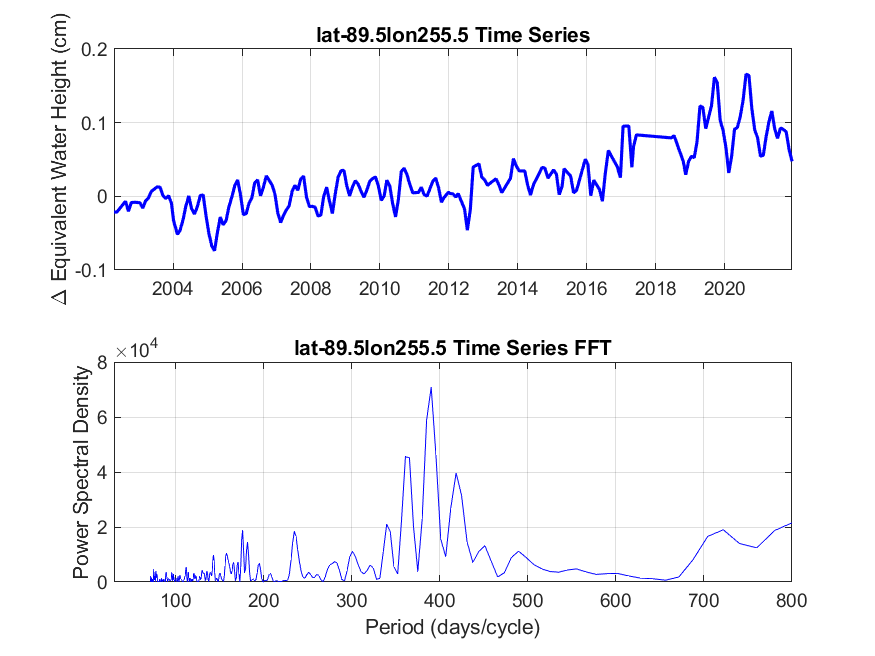 lat-89.5lon255.5 Time Series
Δ Equivalent Water Height (cm)
0.2
0.1
0
-0.1
2004 2006 2008 2010 2012 2014 2016 2018 2020
lat-89.5lon255.5 Time Series FFT
×10⁴
Power Spectral Density
8
6
4
2
0
100 200 300 400 500 600 700 800
Period (days/cycle)